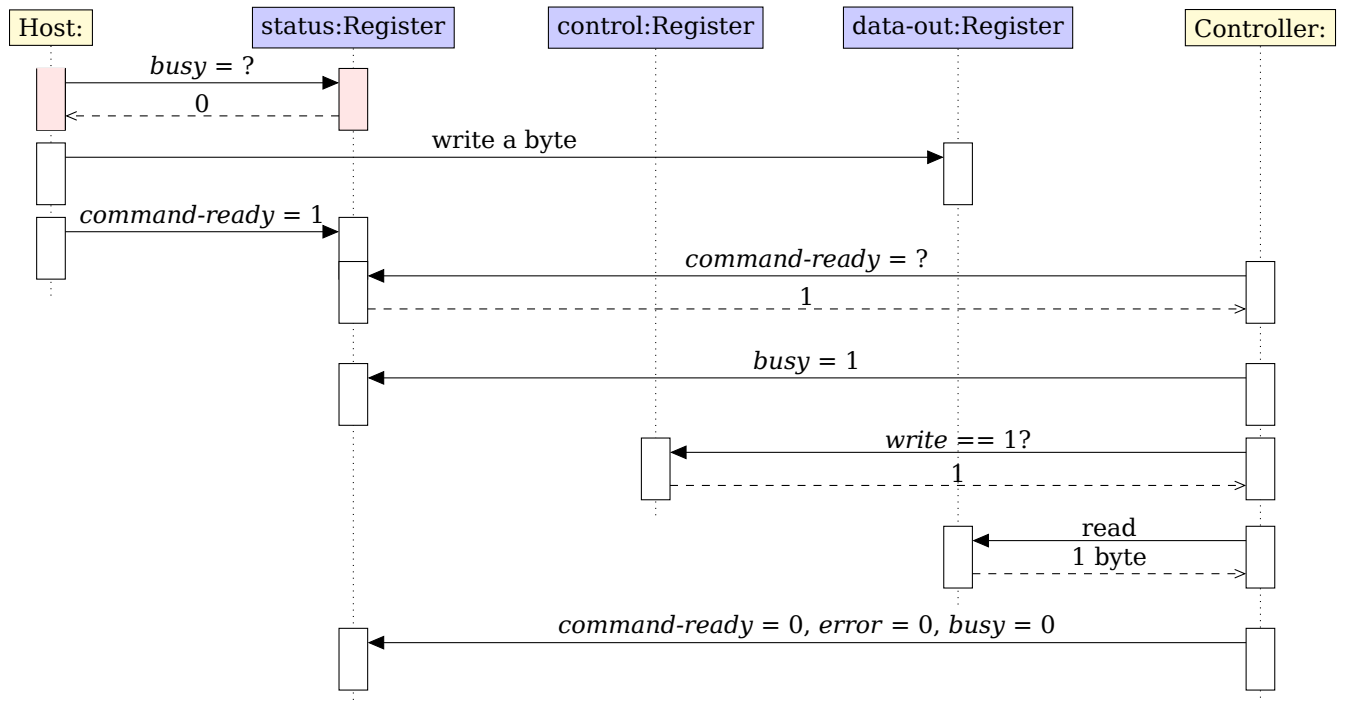 Host:
status:Register
control:Register
data-out:Register
Controller:
busy = ?
0
write a byte
command-ready = 1
command-ready = ?
1
busy = 1
write == 1?
1
read
1 byte
command-ready = 0, error = 0, busy = 0